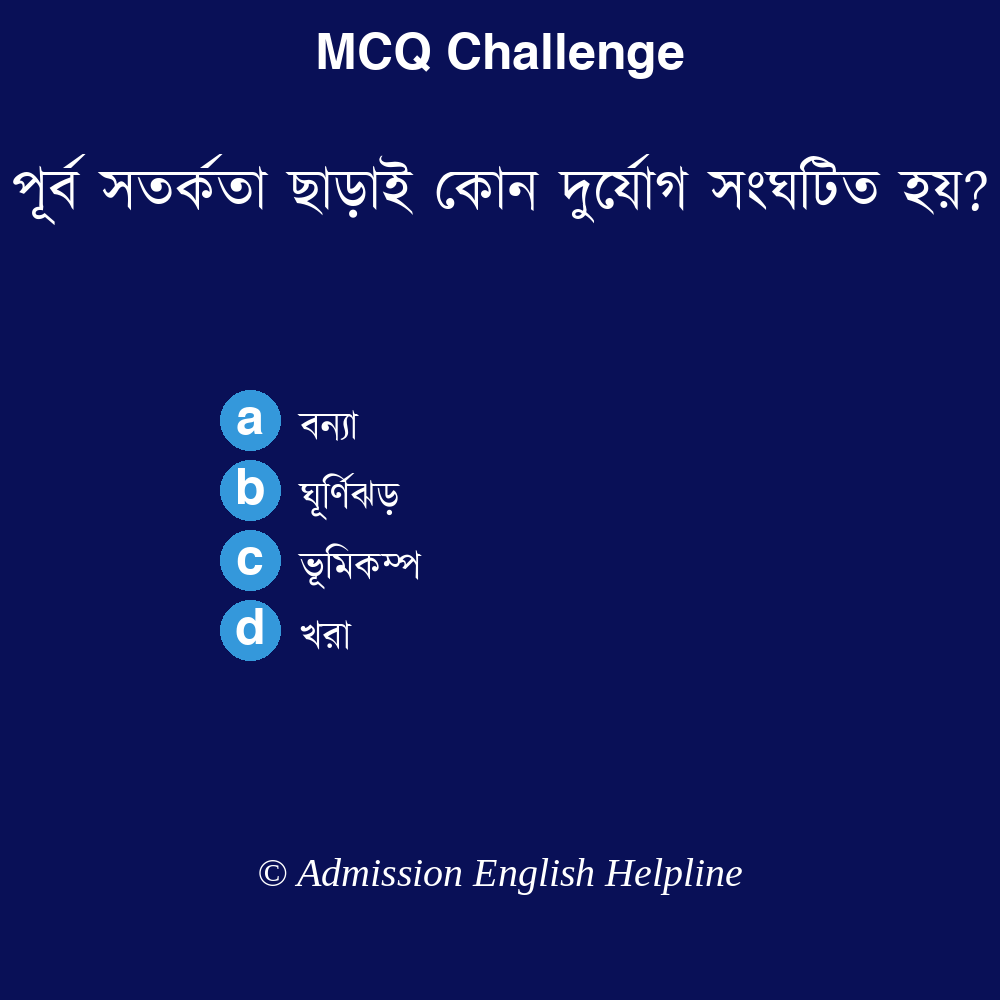 MCQ Challenge
পূর্ব সতর্কতা ছাড়াই কোন দুর্যোগ সংঘটিত হয়?
a বন্যা
b ঘূর্ণিঝড়
c ভূমিকম্প
d খরা
© Admission English Helpline